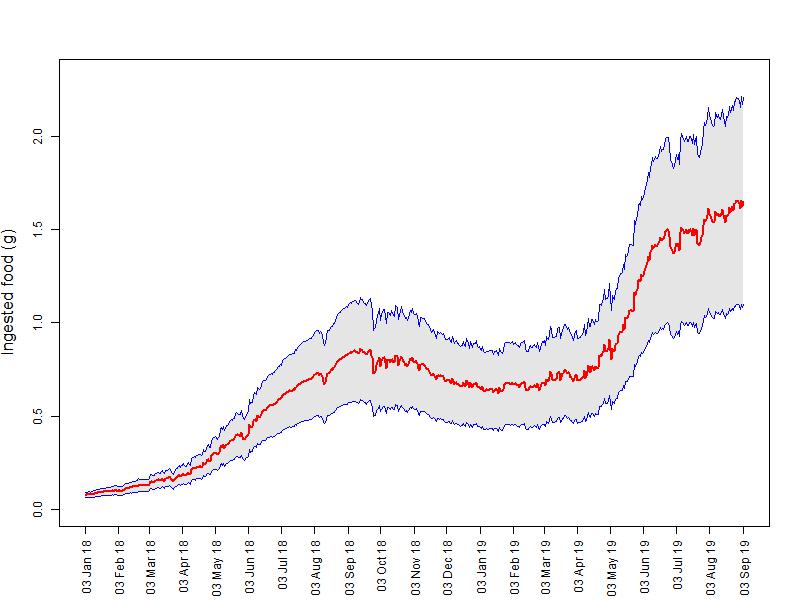 Ingested food (g)
2.0
1.5
1.0
0.5
0.0
03 Jan 18
03 Feb 18
03 Mar 18
03 Apr 18
03 May 18
03 Jun 18
03 Jul 18
03 Aug 18
03 Sep 18
03 Oct 18
03 Nov 18
03 Dec 18
03 Jan 19
03 Feb 19
03 Mar 19
03 Apr 19
03 May 19
03 Jun 19
03 Jul 19
03 Aug 19
03 Sep 19